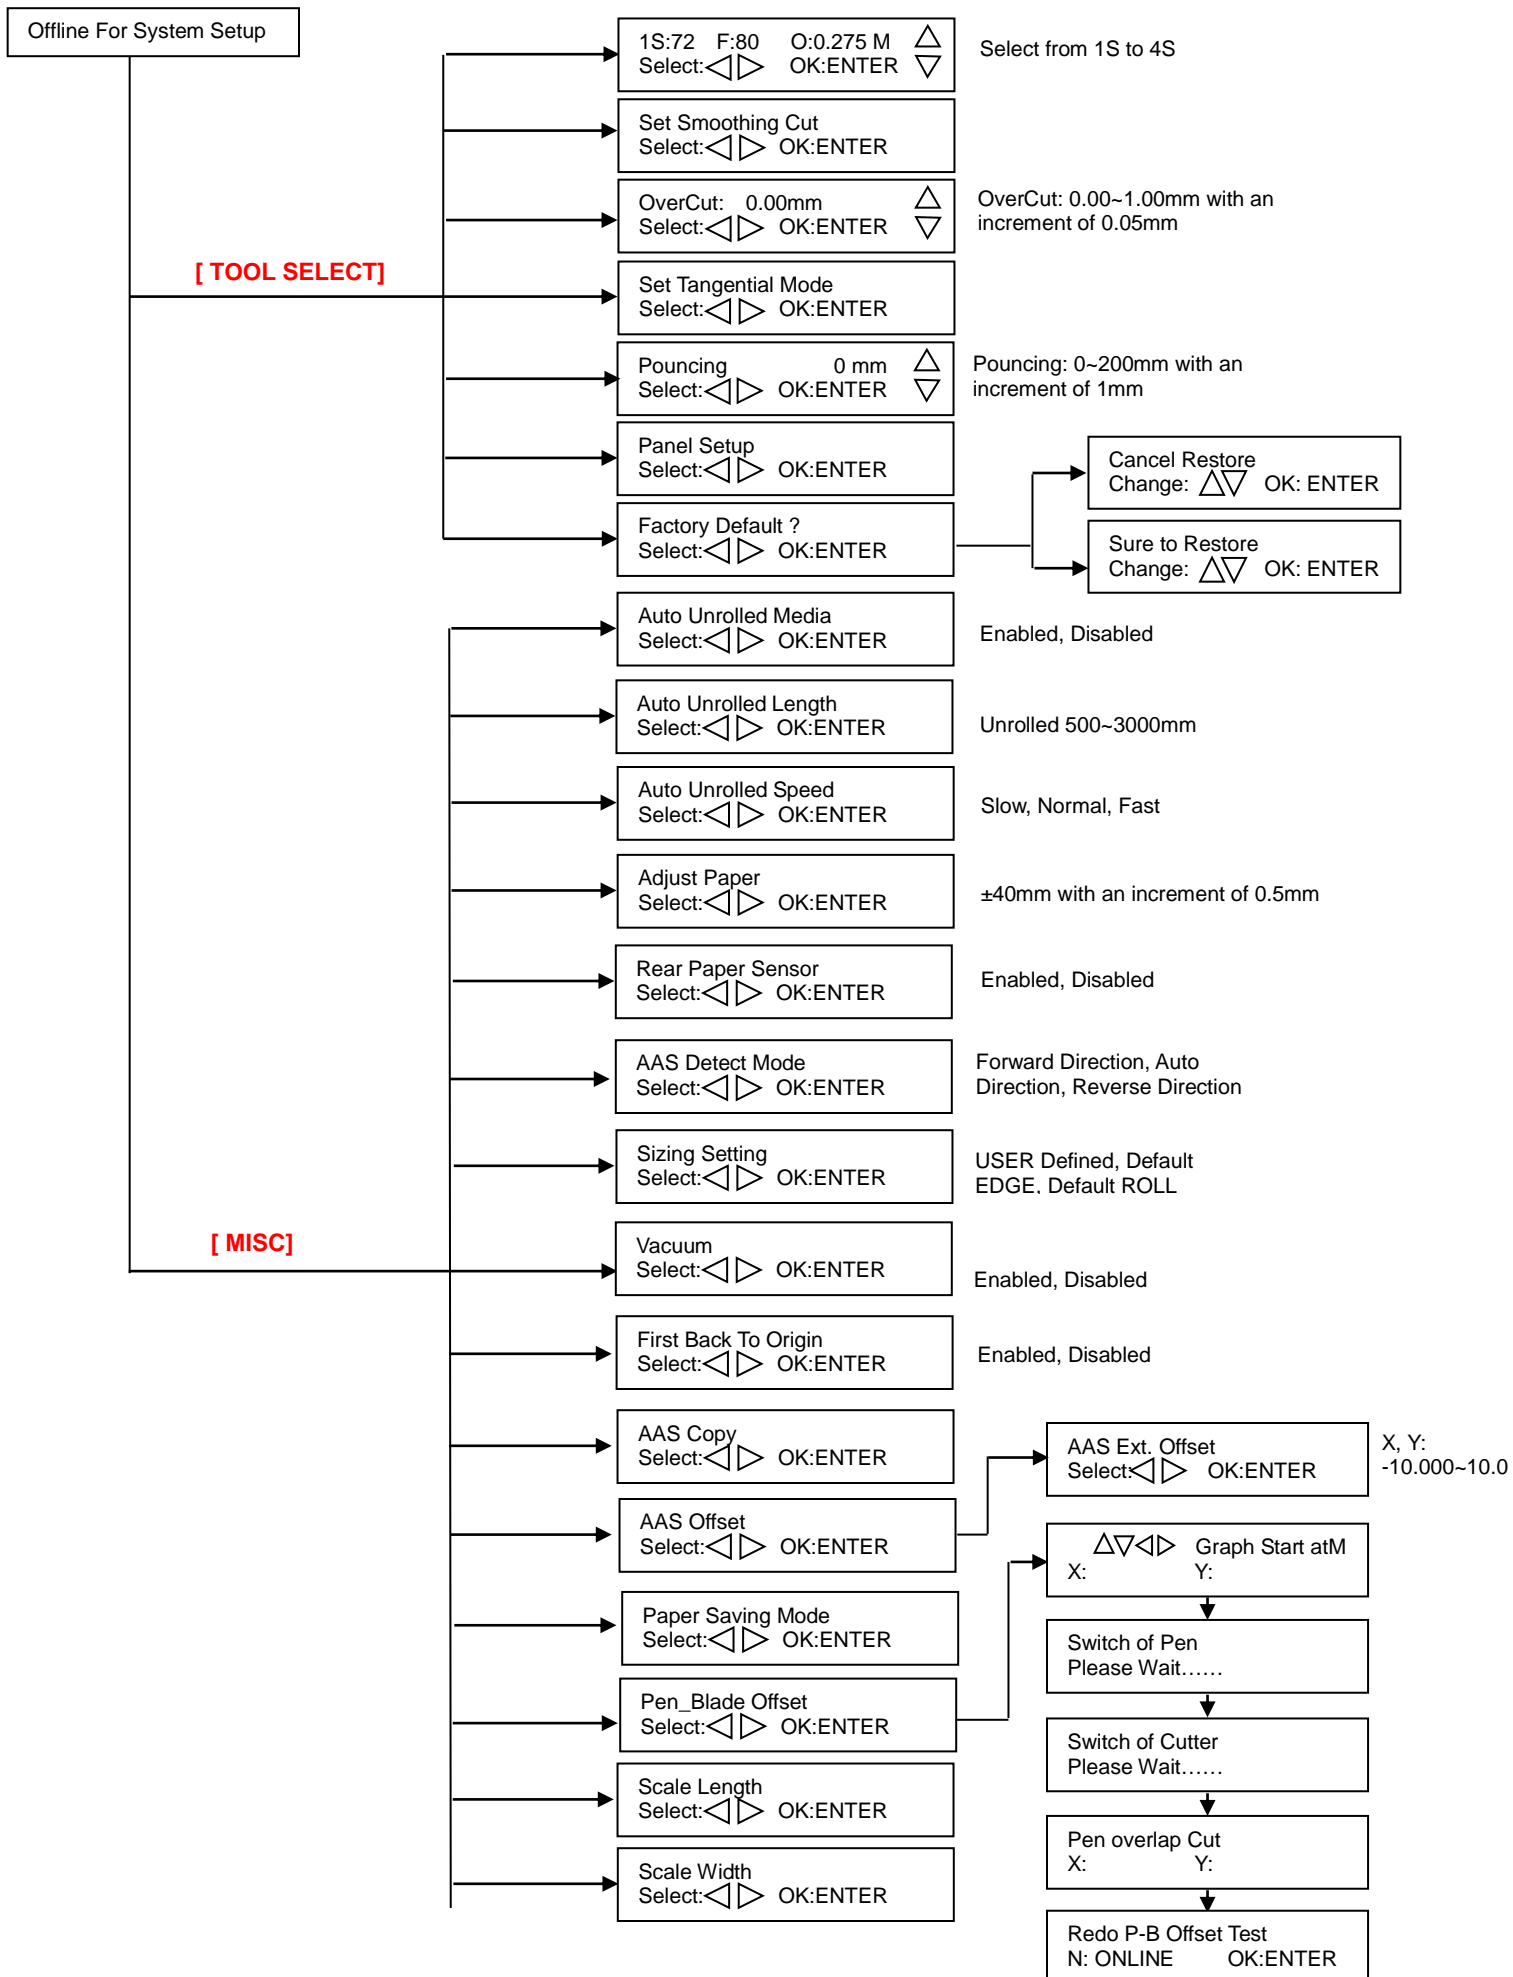 Offline For System Setup
1S:72 F:80 O:0.275 M
Select: OK:ENTER
Select from 1S to 4S
Set Smoothing Cut
Select: OK:ENTER
OverCut: 0.00mm
Select: OK:ENTER
OverCut: 0.00~1.00mm with an
increment of 0.05mm
[ TOOL SELECT]
Set Tangential Mode
Select: OK:ENTER
Pouncing 0 mm
Select: OK:ENTER
Pouncing: 0~200mm with an
increment of 1mm
Panel Setup
Select: OK:ENTER
Factory Default ?
Select: OK:ENTER
Cancel Restore
Change: OK: ENTER
Sure to Restore
Change: OK: ENTER
Auto Unrolled Media
Select: OK:ENTER
Enabled, Disabled
Auto Unrolled Length
Select: OK:ENTER
Unrolled 500~3000mm
Auto Unrolled Speed
Select: OK:ENTER
Slow, Normal, Fast
Adjust Paper
Select: OK:ENTER
±40mm with an increment of 0.5mm
Rear Paper Sensor
Select: OK:ENTER
Enabled, Disabled
AAS Detect Mode
Select: OK:ENTER
Forward Direction, Auto
Direction, Reverse Direction
Sizing Setting
Select: OK:ENTER
USER Defined, Default
EDGE, Default ROLL
[ MISC]
Vacuum
Select: OK:ENTER
Enabled, Disabled
First Back To Origin
Select: OK:ENTER
Enabled, Disabled
AAS Copy
Select: OK:ENTER
AAS Offset
Select: OK:ENTER
AAS Ext. Offset
Select: OK:ENTER
X, Y:
-10.000~10.0
Paper Saving Mode
Select: OK:ENTER
Pen_Blade Offset
Select: OK:ENTER
Graph Start atM
X: Y:
Switch of Pen
Please Wait......
Switch of Cutter
Please Wait......
Pen overlap Cut
X: Y:
Redo P-B Offset Test
N: ONLINE OK:ENTER
Scale Length
Select: OK:ENTER
Scale Width
Select: OK:ENTER